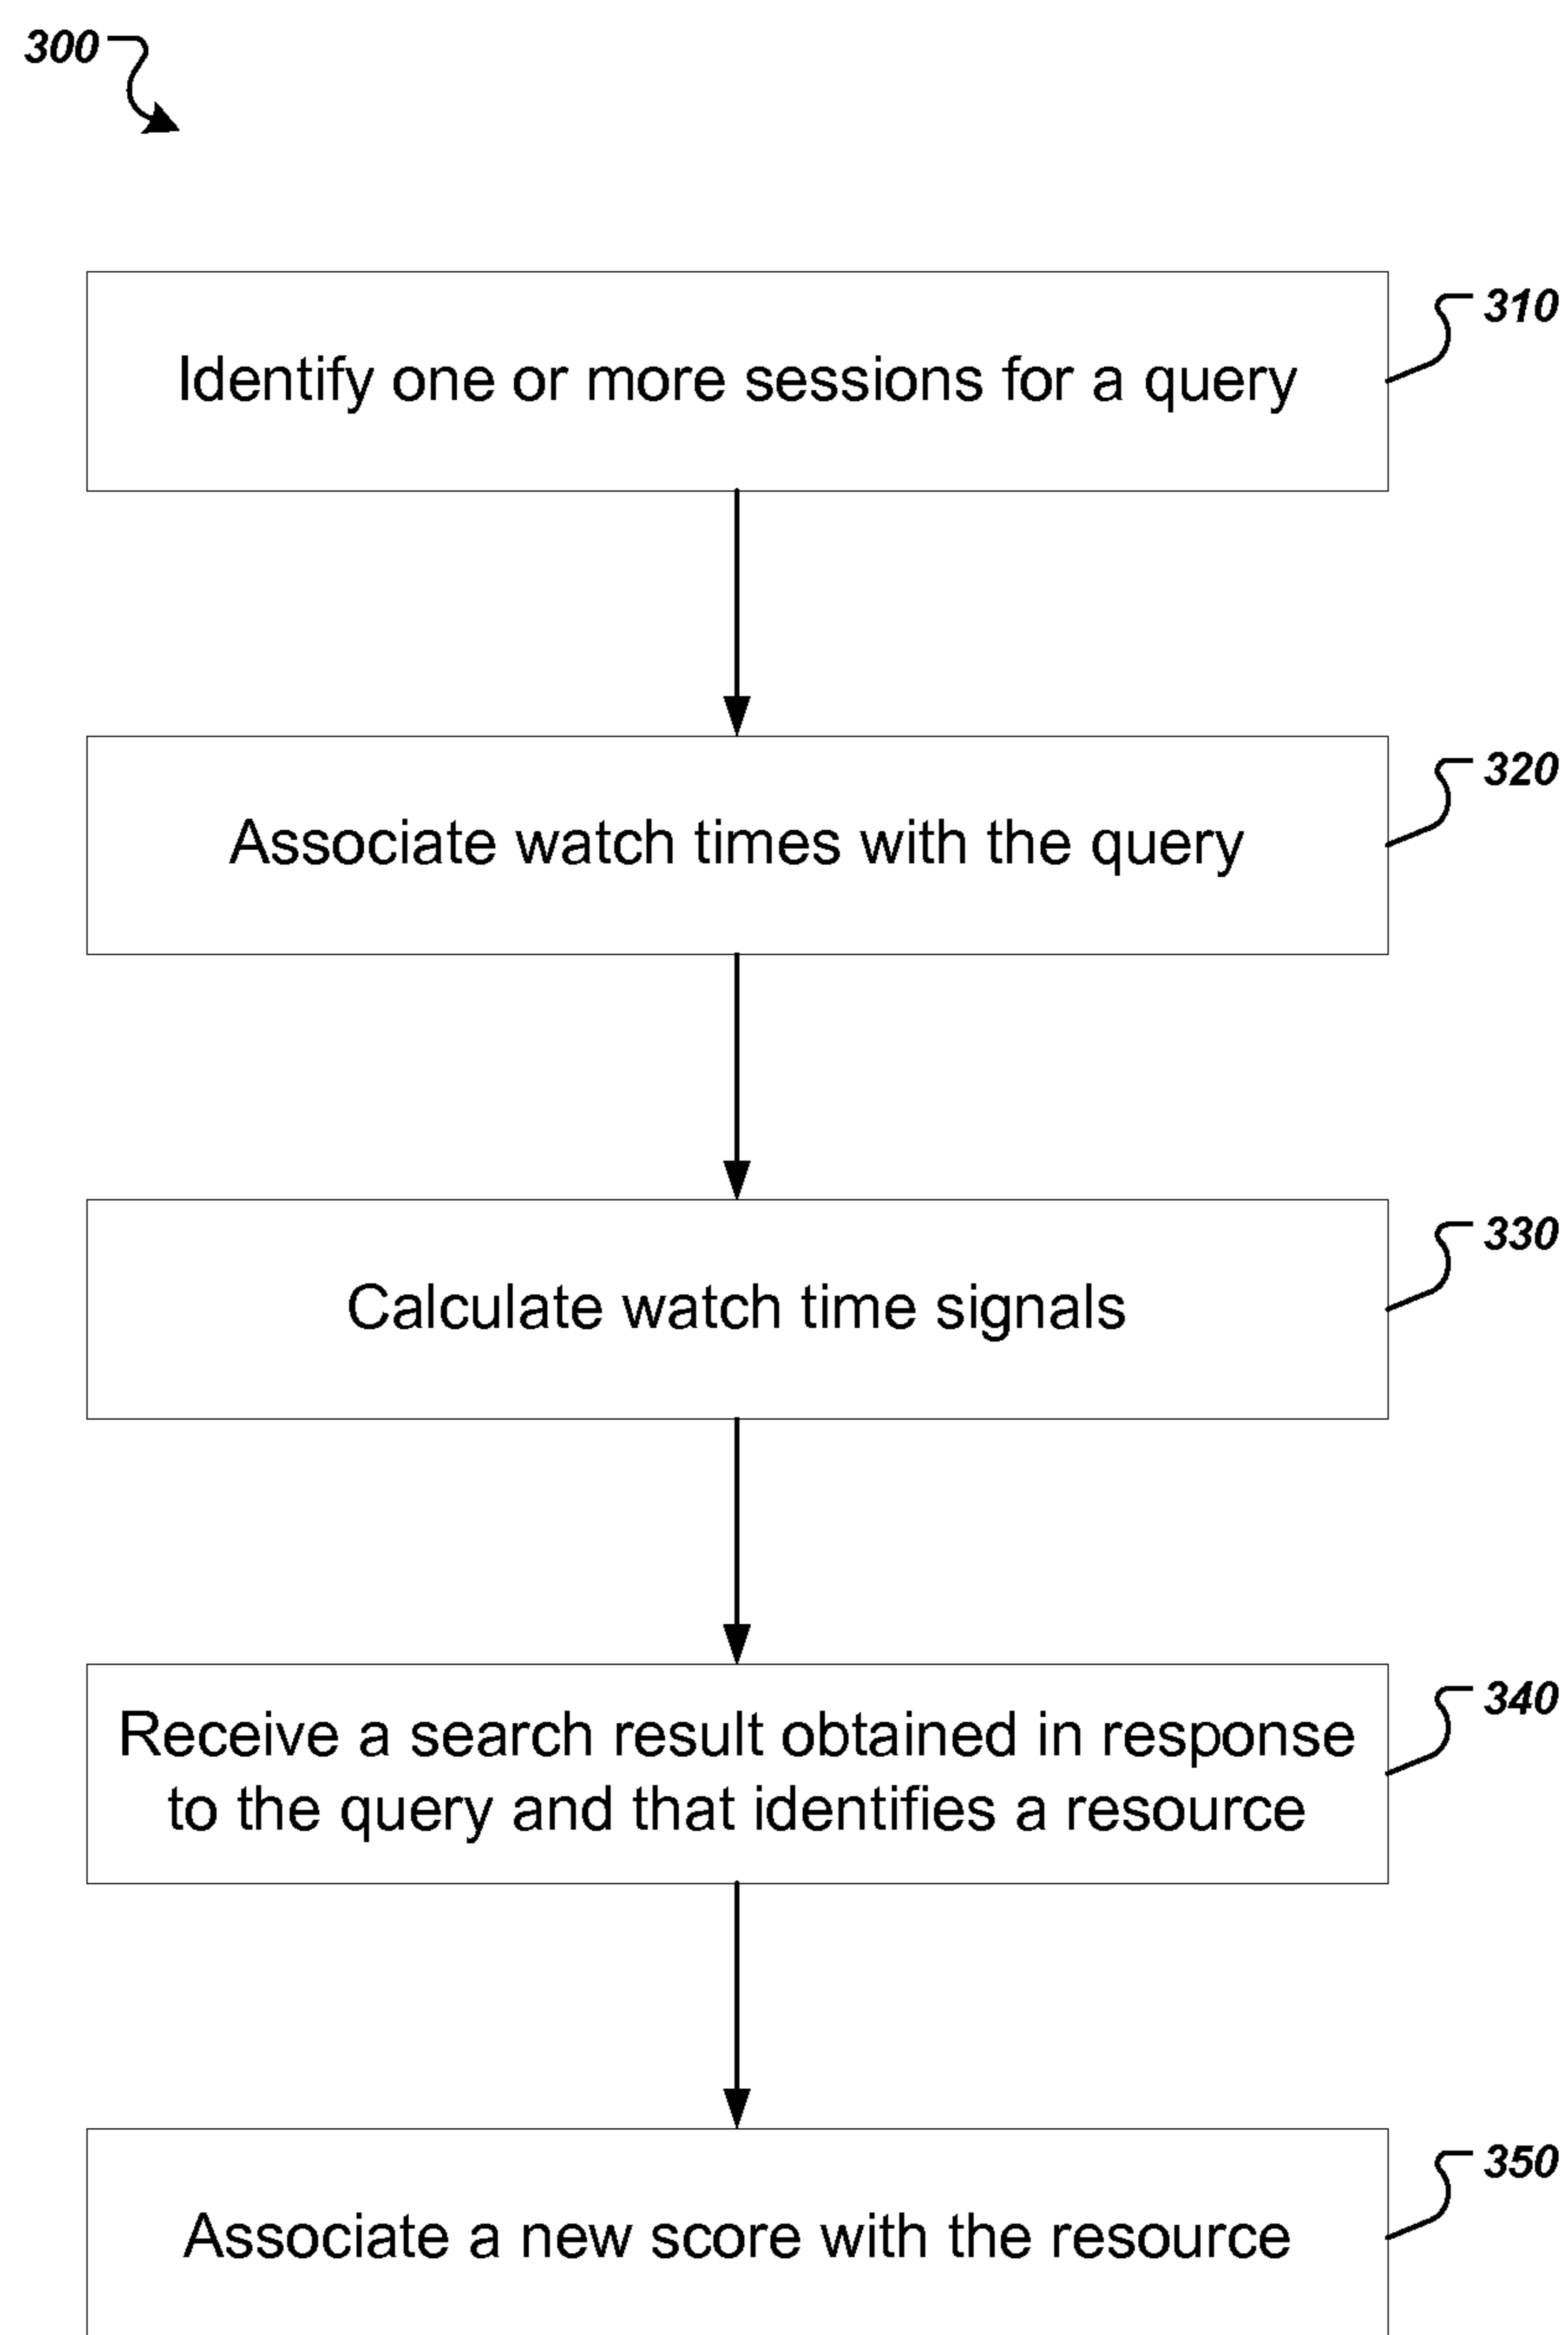 300
310
Identify one or more sessions for a query
320
Associate watch times with the query
330
Calculate watch time signals
340
Receive a search result obtained in response
to the query and that identifies a resource
350
Associate a new score with the resource